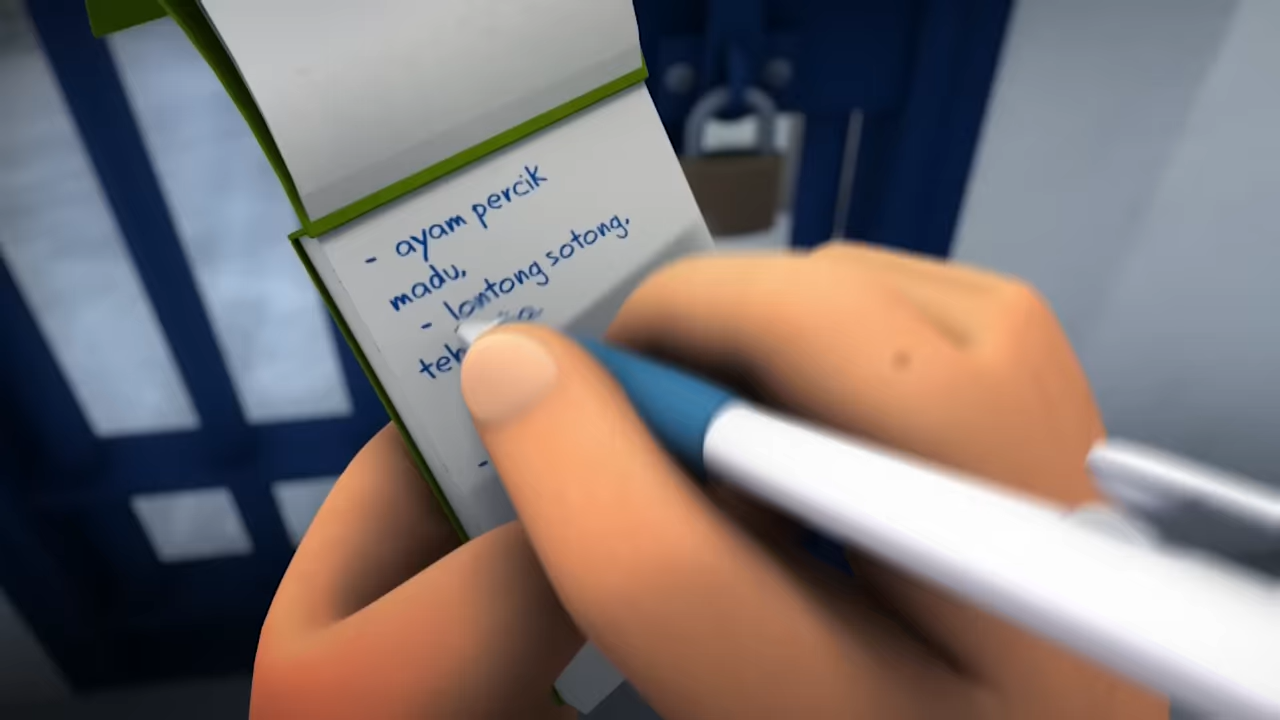 - ayam percik
madu,
- lontong sotong,